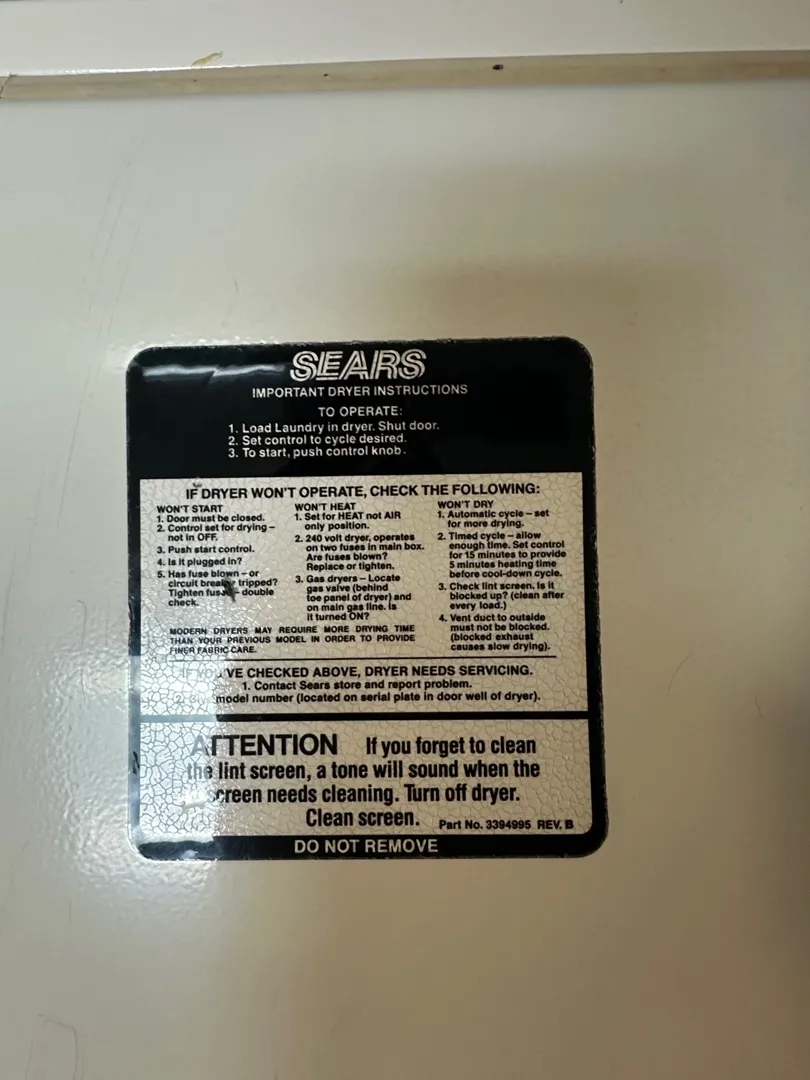 SEARS
IMPORTANT DRYER INSTRUCTIONS
TO OPERATE:
1. Load Laundry in dryer. Shut door.
2. Set control to cycle desired.
3. To start, push control knob.
IF DRYER WON'T OPERATE, CHECK THE FOLLOWING:
WON'T START
1. Door must be closed.
2. Control set for drying –
not in OFF.
3. Push start control.
4. Is it plugged in?
5. Has fuse blown – or
circuit breaker tripped?
Tighten fuse – double
check.
WON'T HEAT
1. Set for HEAT not AIR
only position.
2. 240 volt dryer, operates
on two fuses in main box.
Are fuses blown?
Replace or tighten.
3. Gas dryers – Locate
gas valve (behind
toe panel of dryer) and
on main gas line. Is
it turned ON?
WON'T DRY
1. Automatic cycle – set
for more drying.
2. Timed cycle – allow
enough time. Set control
for 15 minutes to provide
5 minutes heating time
before cool-down cycle.
3. Check lint screen. Is it
blocked up? (clean after
every load.)
4. Vent duct to outside
must not be blocked.
(blocked exhaust
causes slow drying).
MODERN DRYERS MAY REQUIRE MORE DRYING TIME
THAN YOUR PREVIOUS MODEL IN ORDER TO PROVIDE
FINER FABRIC CARE.
IF YOU'VE CHECKED ABOVE, DRYER NEEDS SERVICING.
1. Contact Sears store and report problem.
2. model number (located on serial plate in door well of dryer).
ATTENTION If you forget to clean
the lint screen, a tone will sound when the
screen needs cleaning. Turn off dryer.
Clean screen. Part No. 3394995 REV. B
DO NOT REMOVE